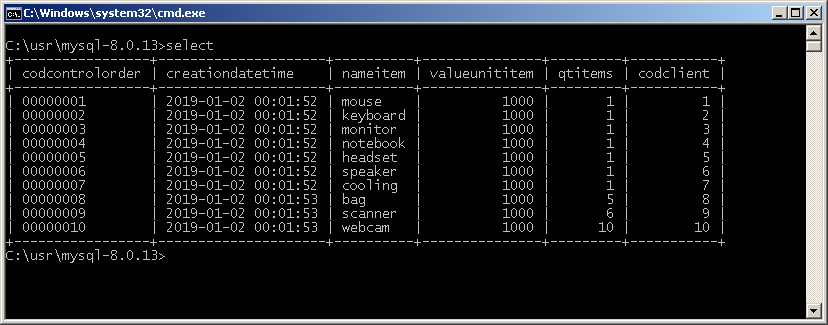 C:\Windows\system32\cmd.exe
C:\usr\mysql-8.0.13>select
+-----------------+---------------------+----------+---------------+---------+-----------+
| codcontrolorder | creationdatetime | nameitem | valueunititem | qtitems | codclient |
+-----------------+---------------------+----------+---------------+---------+-----------+
| 00000001 | 2019-01-02 00:01:52 | mouse | 1000 | 1 | 1 |
| 00000002 | 2019-01-02 00:01:52 | keyboard | 1000 | 1 | 2 |
| 00000003 | 2019-01-02 00:01:52 | monitor | 1000 | 1 | 3 |
| 00000004 | 2019-01-02 00:01:52 | notebook | 1000 | 1 | 4 |
| 00000005 | 2019-01-02 00:01:52 | headset | 1000 | 1 | 5 |
| 00000006 | 2019-01-02 00:01:52 | speaker | 1000 | 1 | 6 |
| 00000007 | 2019-01-02 00:01:52 | cooling | 1000 | 1 | 7 |
| 00000008 | 2019-01-02 00:01:53 | bag | 1000 | 5 | 8 |
| 00000009 | 2019-01-02 00:01:53 | scanner | 1000 | 6 | 9 |
| 00000010 | 2019-01-02 00:01:53 | webcam | 1000 | 10 | 10 |
+-----------------+---------------------+----------+---------------+---------+-----------+
C:\usr\mysql-8.0.13>